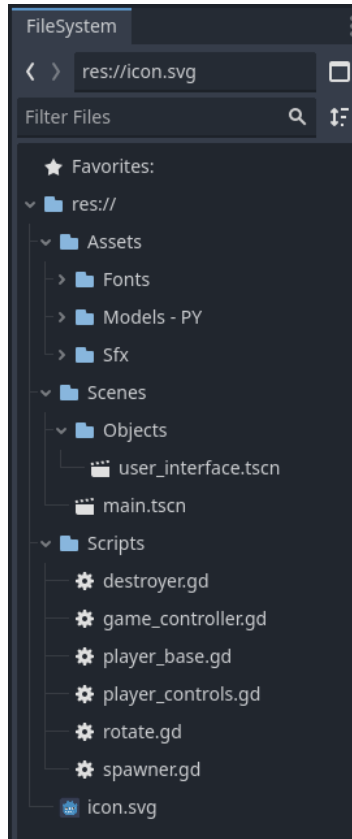 FileSystem
res://icon.svg
Filter Files
Favorites:
res://
Assets
Fonts
Models - PY
Sfx
Scenes
Objects
user_interface.tscn
main.tscn
Scripts
destroyer.gd
game_controller.gd
player_base.gd
player_controls.gd
rotate.gd
spawner.gd
icon.svg